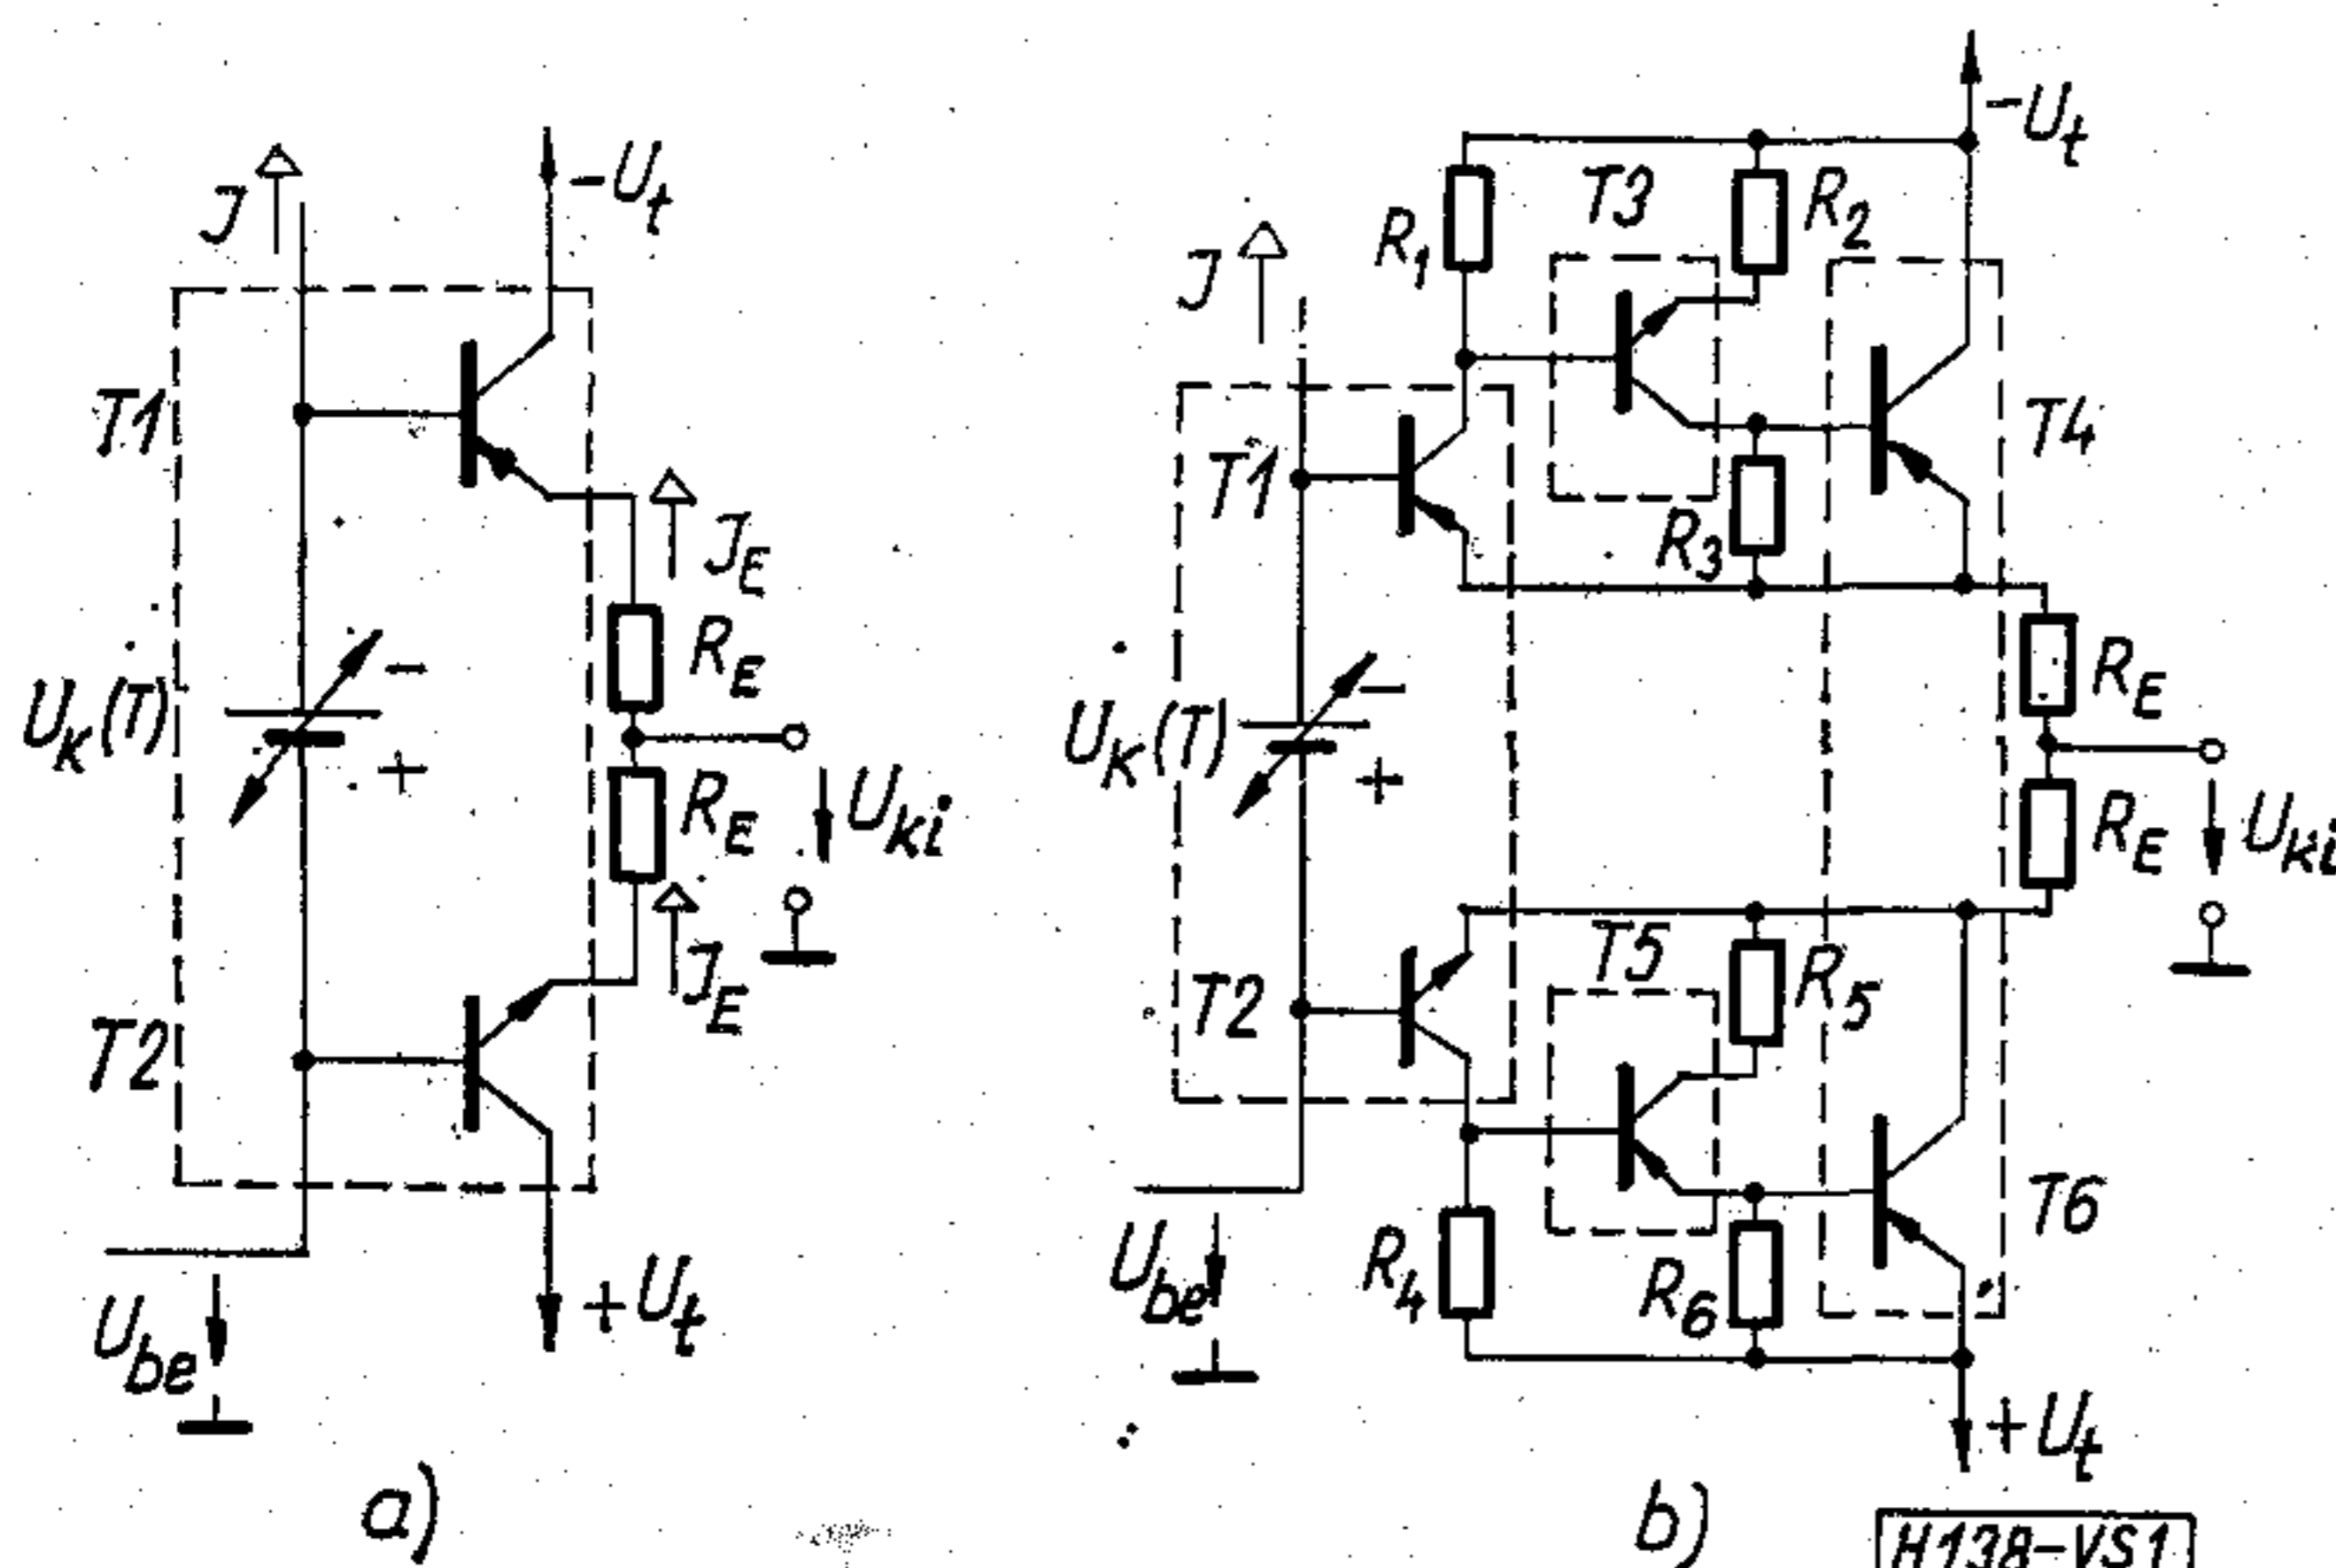 J
-Ut
T1
JE
RE
UK(T)
-
+
RE
Uki
JE
T2
+Ut
Ube
a)
-Ut
R1
T3
R2
J
T1
R3
T4
RE
UK(T)
-
+
RE
Uki
T2
T5
R5
T6
Ube
R4
R6
+Ut
b)
H138-VS1